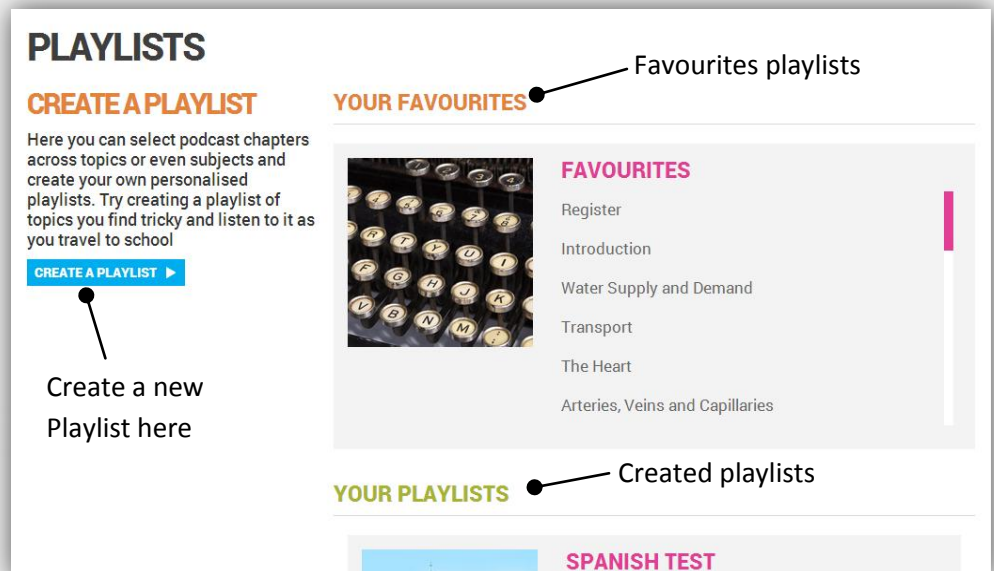 PLAYLISTS
CREATE A PLAYLIST
Here you can select podcast chapters
across topics or even subjects and
create your own personalised
playlists. Try creating a playlist of
topics you find tricky and listen to it as
you travel to school
CREATE A PLAYLIST
Create a new
Playlist here
Favourites playlists
YOUR FAVOURITES
FAVOURITES
Register
Introduction
Water Supply and Demand
Transport
The Heart
Arteries, Veins and Capillaries
Created playlists
YOUR PLAYLISTS
SPANISH TEST